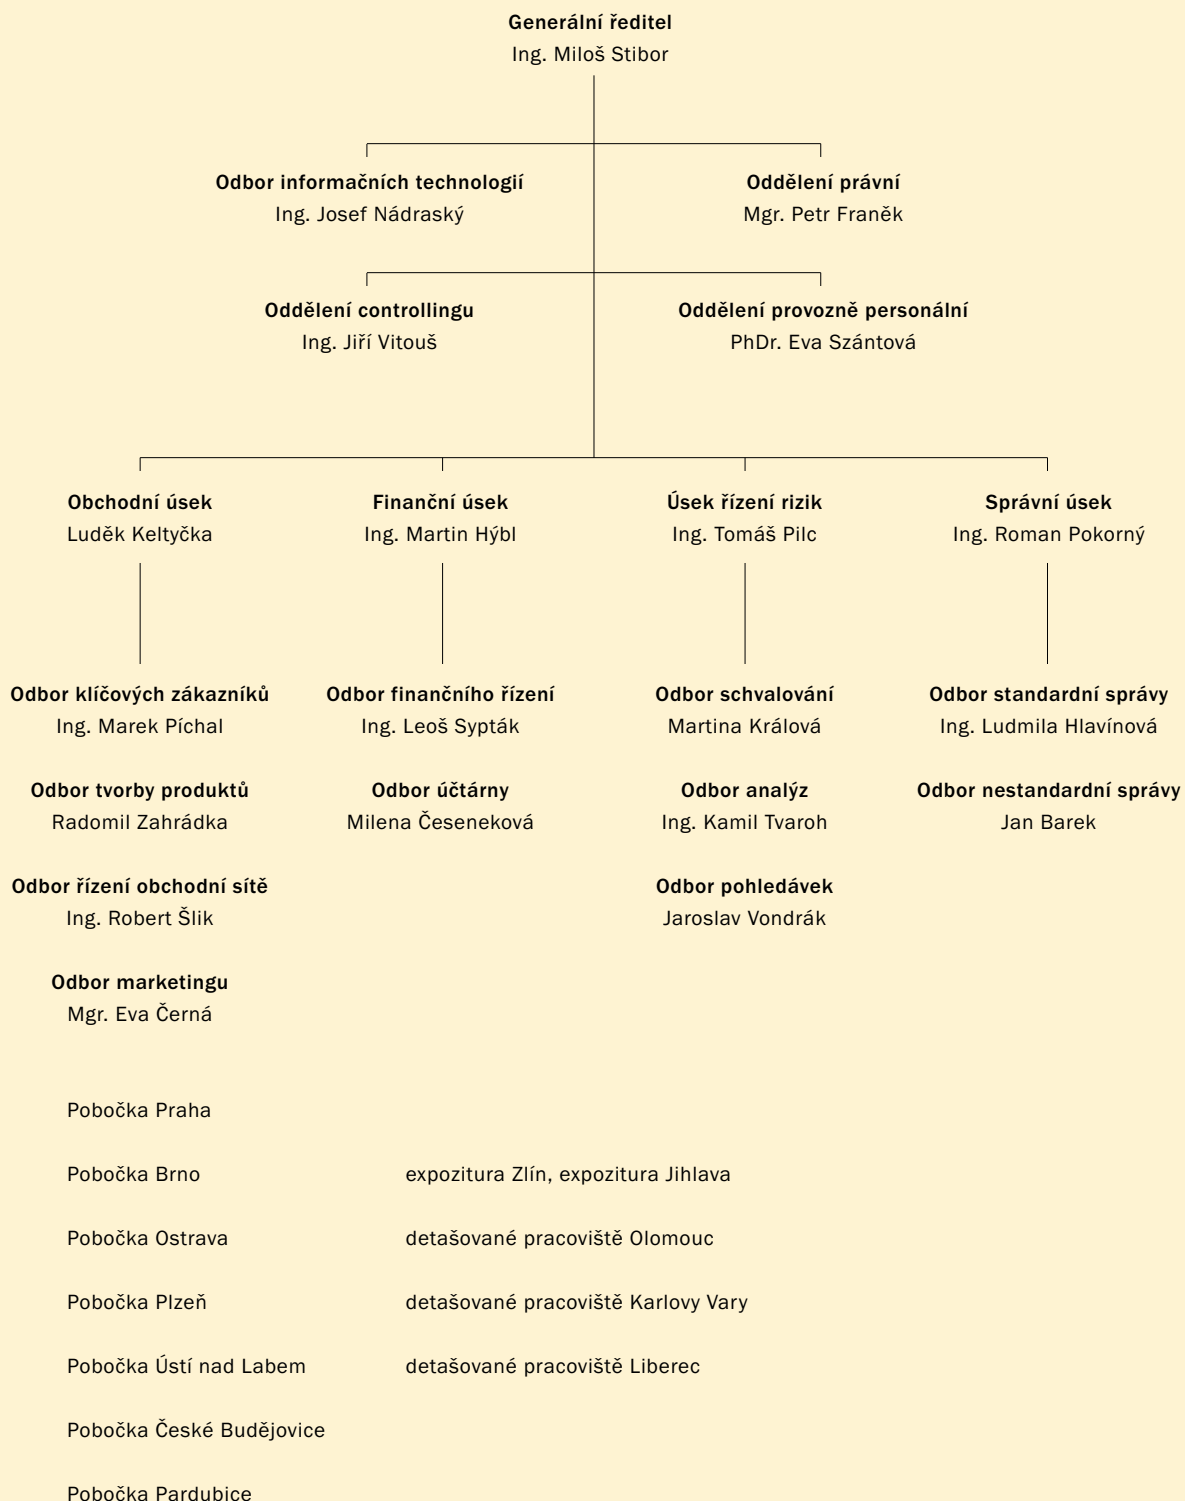 Generální ředitel
Ing. Miloš Stibor
Odbor informačních technologií
Ing. Josef Nádraský
Oddělení právní
Mgr. Petr Franěk
Oddělení controllingu
Ing. Jiří Vitouš
Oddělení provozně personální
PhDr. Eva Szántová
Obchodní úsek
Luděk Keltyčka
Finanční úsek
Ing. Martin Hýbl
Úsek řízení rizik
Ing. Tomáš Pilc
Správní úsek
Ing. Roman Pokorný
Odbor klíčových zákazníků
Ing. Marek Píchal
Odbor finančního řízení
Ing. Leoš Sypták
Odbor schvalování
Martina Králová
Odbor standardní správy
Ing. Ludmila Hlavínová
Odbor tvorby produktů
Radomil Zahrádka
Odbor účtárny
Milena Česeneková
Odbor analýz
Ing. Kamil Tvaroh
Odbor nestandardní správy
Jan Barek
Odbor řízení obchodní sítě
Ing. Robert Šlik
Odbor pohledávek
Jaroslav Vondrák
Odbor marketingu
Mgr. Eva Černá
Pobočka Praha
Pobočka Brno expozitura Zlín, expozitura Jihlava
Pobočka Ostrava detašované pracoviště Olomouc
Pobočka Plzeň detašované pracoviště Karlovy Vary
Pobočka Ústí nad Labem detašované pracoviště Liberec
Pobočka České Budějovice
Pobočka Pardubice